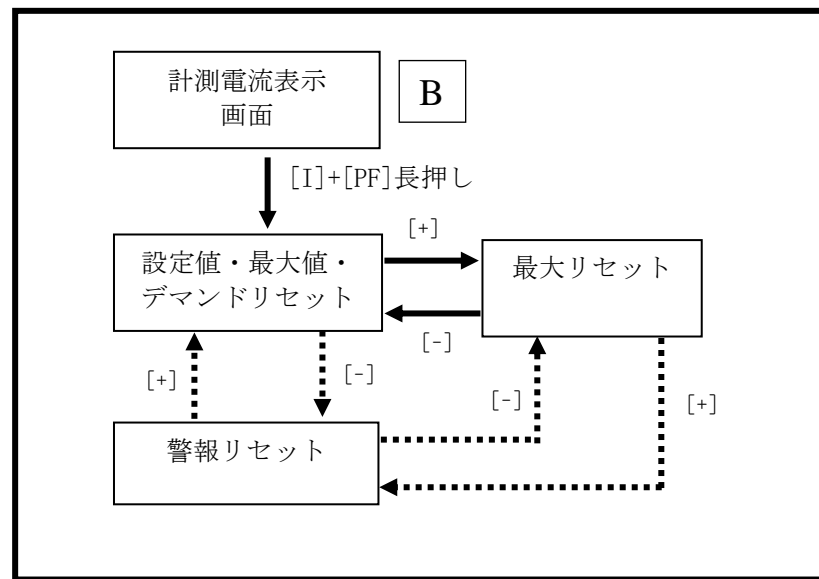 計測電流表示
画面
B
[I]+[PF]長押し
[+]
設定値・最大値・
デマンドリセット
最大リセット
[-]
[+]
[-]
[-]
[+]
警報リセット